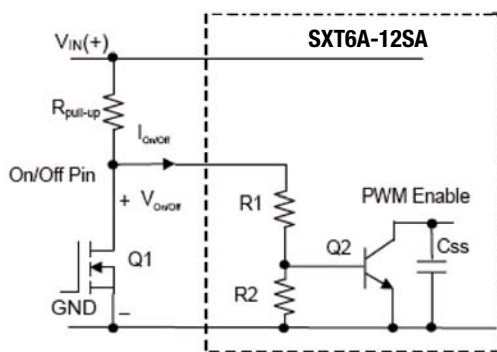 SXT6A-12SA
VIN(+)
Rpull-up
IOn/Off
On/Off Pin
+ VOn/Off
R1
PWM Enable
Q1
Q2
Css
R2
GND
–